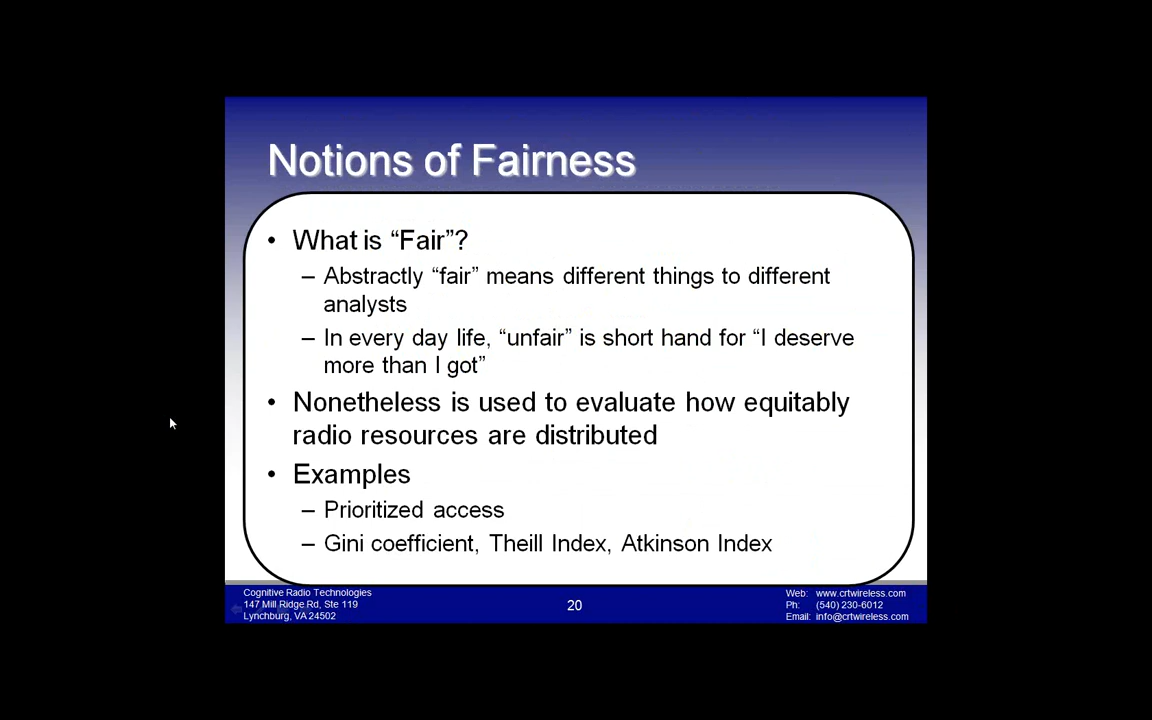 Notions of Fairness
• What is “Fair”?
– Abstractly “fair” means different things to different
analysts
– In every day life, “unfair” is short hand for “I deserve
more than I got”
• Nonetheless is used to evaluate how equitably
radio resources are distributed
• Examples
– Prioritized access
– Gini coefficient, Theill Index, Atkinson Index
Cognitive Radio Technologies
147 Mill Ridge Rd, Ste 119
Lynchburg, VA 24502
20
Web: www.crtwireless.com
Ph: (540) 230-6012
Email: info@crtwireless.com